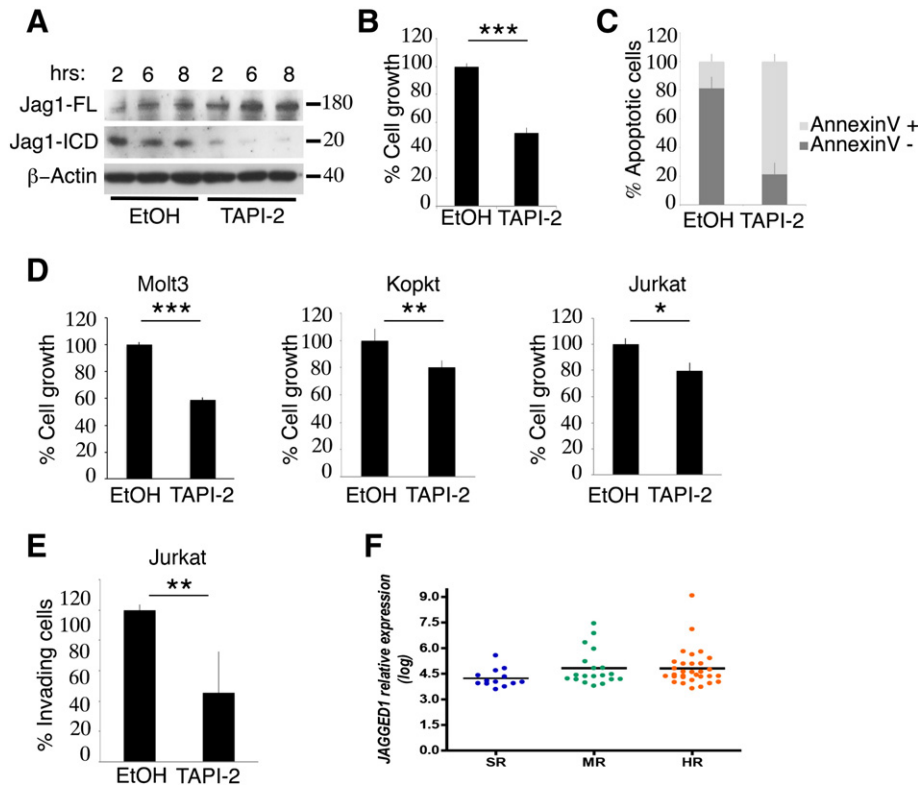 A
hrs: 2 6 8 2 6 8
Jag1-FL 180
Jag1-ICD 20
β-Actin 40
EtOH TAPI-2
B
% Cell growth
120
100
80
60
40
20
0
***
EtOH TAPI-2
C
% Apoptotic cells
120
100
80
60
40
20
0
AnnexinV +
AnnexinV -
EtOH TAPI-2
D
Molt3
***
% Cell growth
120
100
80
60
40
20
0
EtOH TAPI-2
Kopkt
**
% Cell growth
120
100
80
60
40
20
0
EtOH TAPI-2
Jurkat
*
% Cell growth
120
100
80
60
40
20
0
EtOH TAPI-2
E
Jurkat
**
% Invading cells
120
100
80
60
40
20
0
EtOH TAPI-2
F
JAGGED1 relative expression
(log)
9.0
7.5
6.0
4.5
3.0
1.5
0.0
SR MR HR